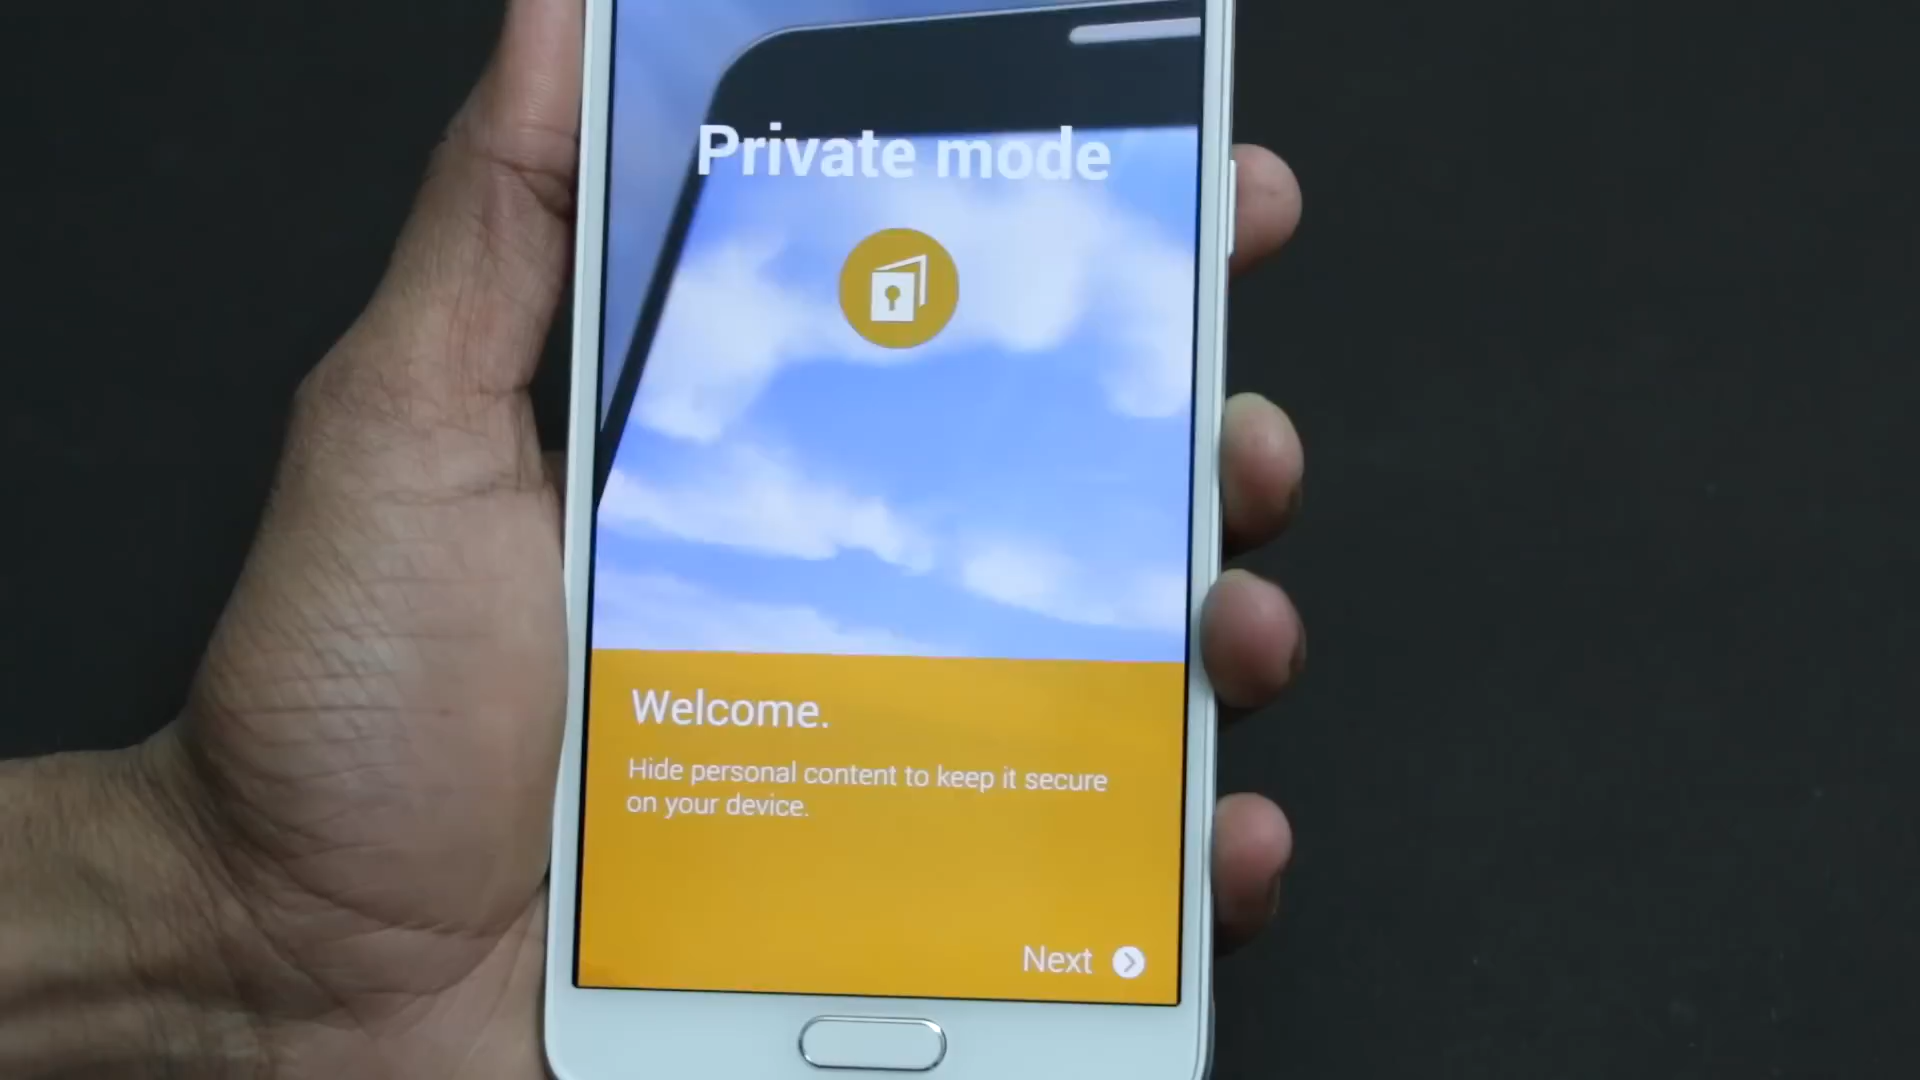 Private mode
Welcome.
Hide personal content to keep it secure
on your device.
Next